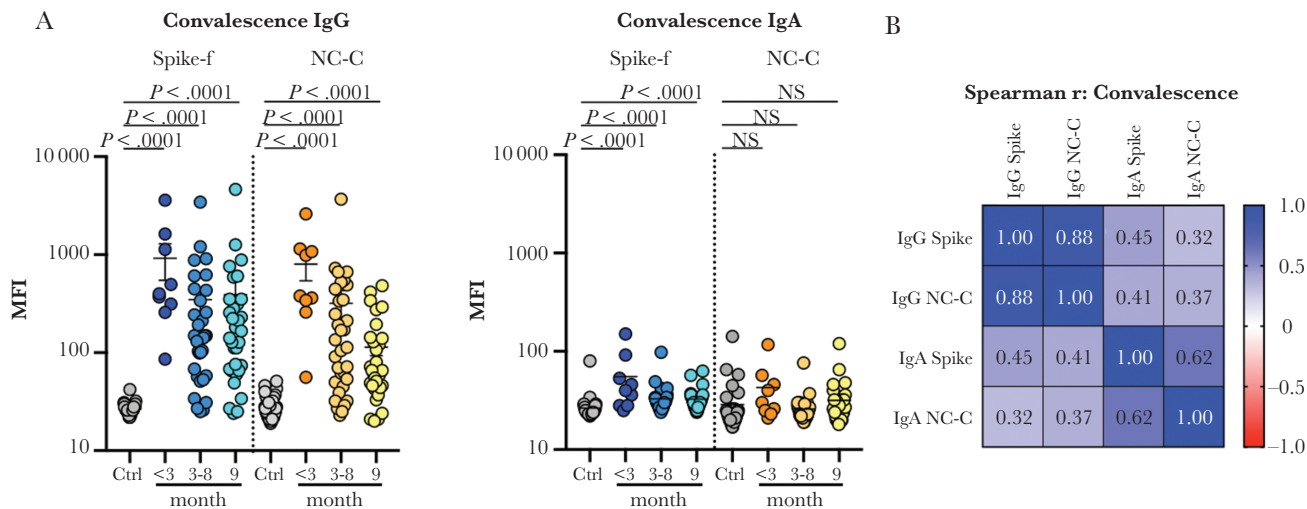 A
Convalescence IgG
Spike-f
NC-C
P < .0001
P < .0001
P < .0001
P < .0001
P < .0001
P < .0001
MFI
10 000
1000
100
10
Ctrl
<3
3-8
9
Ctrl
<3
3-8
9
month
month
Convalescence IgA
Spike-f
NC-C
P < .0001
NS
P < .0001
NS
P < .0001
NS
MFI
10 000
1000
100
10
Ctrl
<3
3-8
9
Ctrl
<3
3-8
9
month
month
B
Spearman r: Convalescence
IgG Spike
IgG NC-C
IgA Spike
IgA NC-C
IgG Spike
1.00 0.88 0.45 0.32
IgG NC-C
0.88 1.00 0.41 0.37
IgA Spike
0.45 0.41 1.00 0.62
IgA NC-C
0.32 0.37 0.62 1.00
1.0
0.5
0
−0.5
−1.0